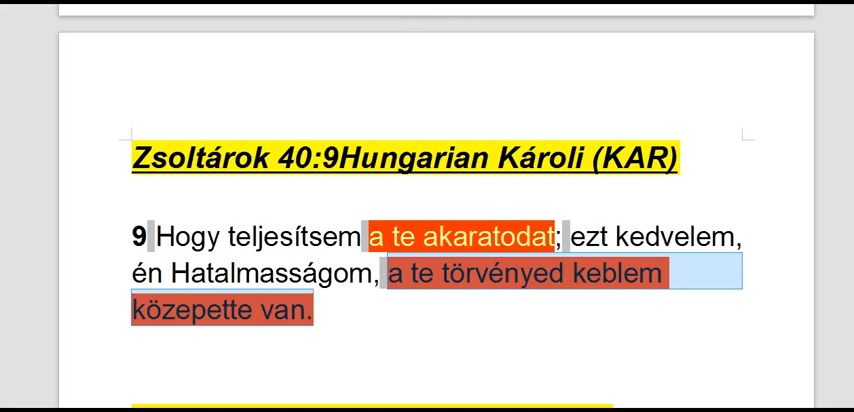 Zsoltárok 40:9Hungarian Károli (KAR)
9 Hogy teljesítsem a te akaratodat; ezt kedvelem,
én Hatalmasságom, a te törvényed keblem
közepette van.